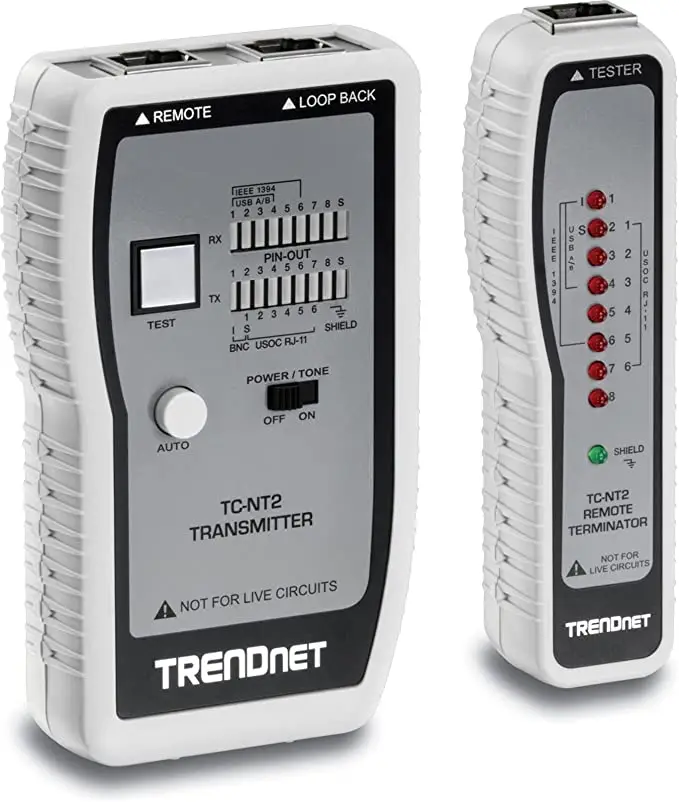 ▲ REMOTE
▲ LOOP BACK
IEEE 1394
USB A/B
1 2 3 4 5 6 7 8 S
RX
PIN-OUT
1 2 3 4 5 6 7 8 S
TX
1 2 3 4 5 6
I S
SHIELD
BNC USOC RJ-11
TEST
POWER / TONE
OFF ON
AUTO
TC-NT2
TRANSMITTER
NOT FOR LIVE CIRCUITS
TRENDNET
▲ TESTER
I 1
S 2 1
3 2
4 3
5 4
6 5
7 6
8
IEEE 1394
USB A/B
USOC RJ-11
SHIELD
TC-NT2
REMOTE
TERMINATOR
NOT FOR
LIVE CIRCUITS
TRENDNET